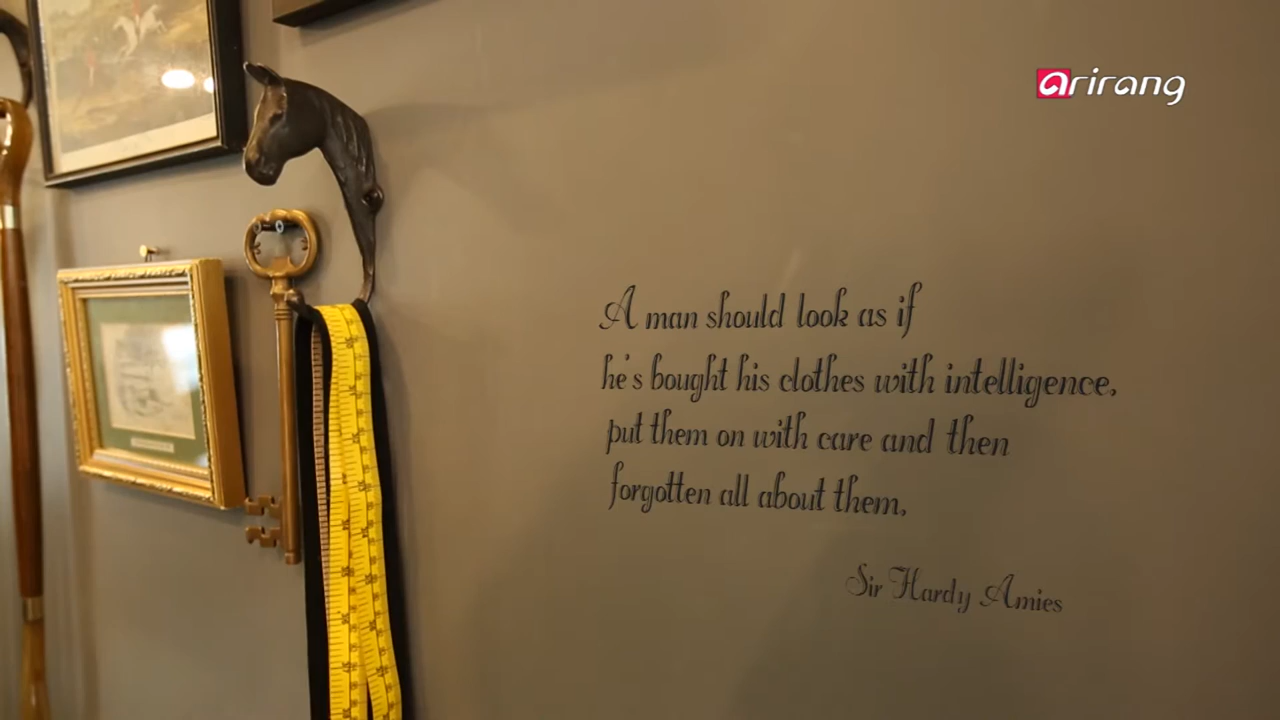 arirang
A man should look as if
he's bought his clothes with intelligence,
put them on with care and then
forgotten all about them,
Sir Hardy Amies